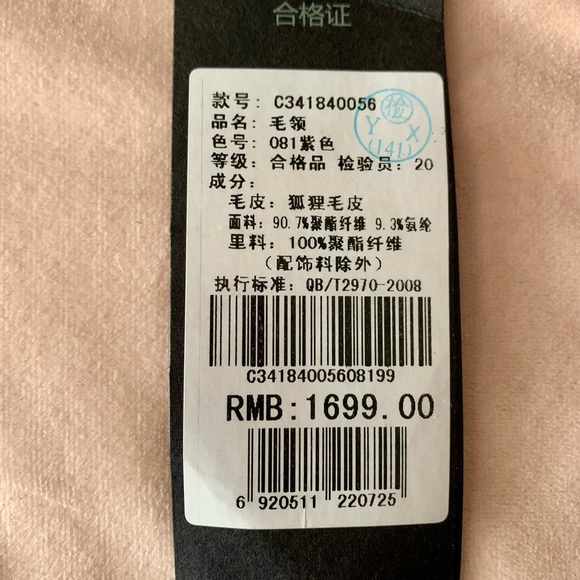 合格证
款号: C341840056
品名: 毛领
色号: 081紫色
等级: 合格品 检验员: 20
成分:
毛皮: 狐狸毛皮
面料: 90.7%聚酯纤维 9.3%氨纶
里料: 100%聚酯纤维
(配饰料除外)
执行标准: QB/T2970-2008
C34184005608199
RMB:1699.00
6 920511 220725
检
Y X
(141)